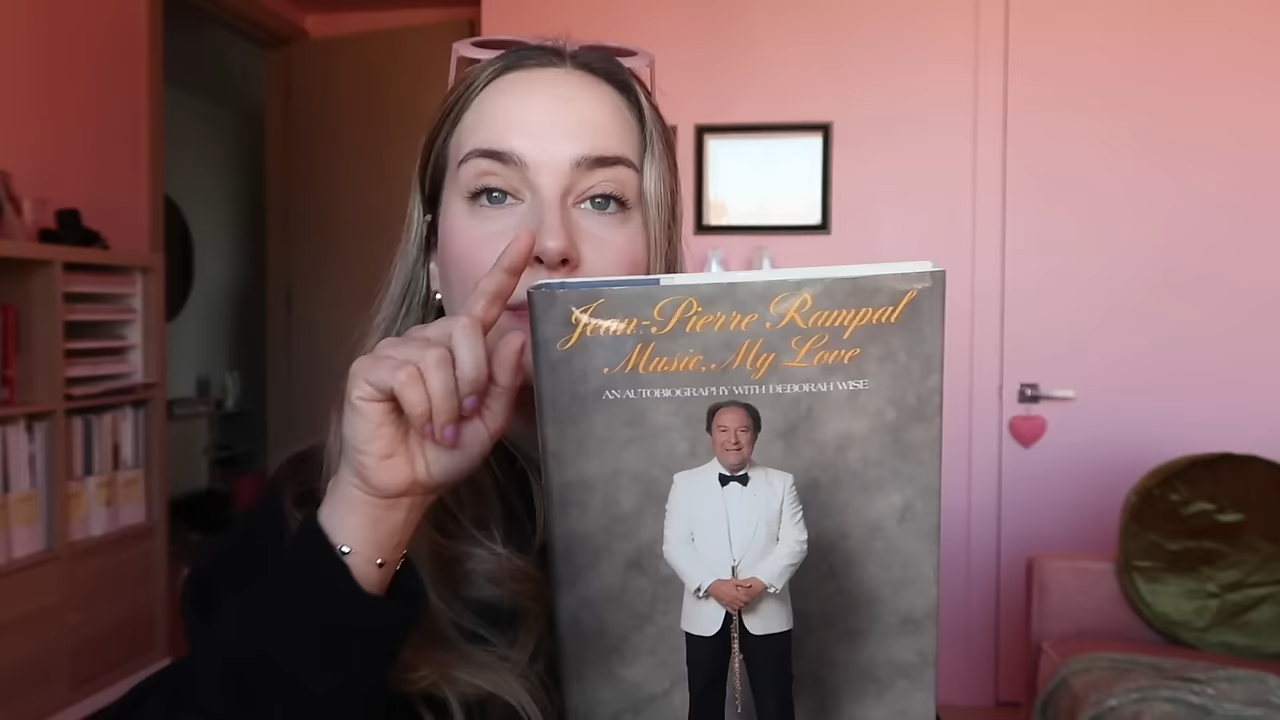 Jean-Pierre Rampal
Music, My Love
AN AUTOBIOGRAPHY WITH DEBORAH WISE